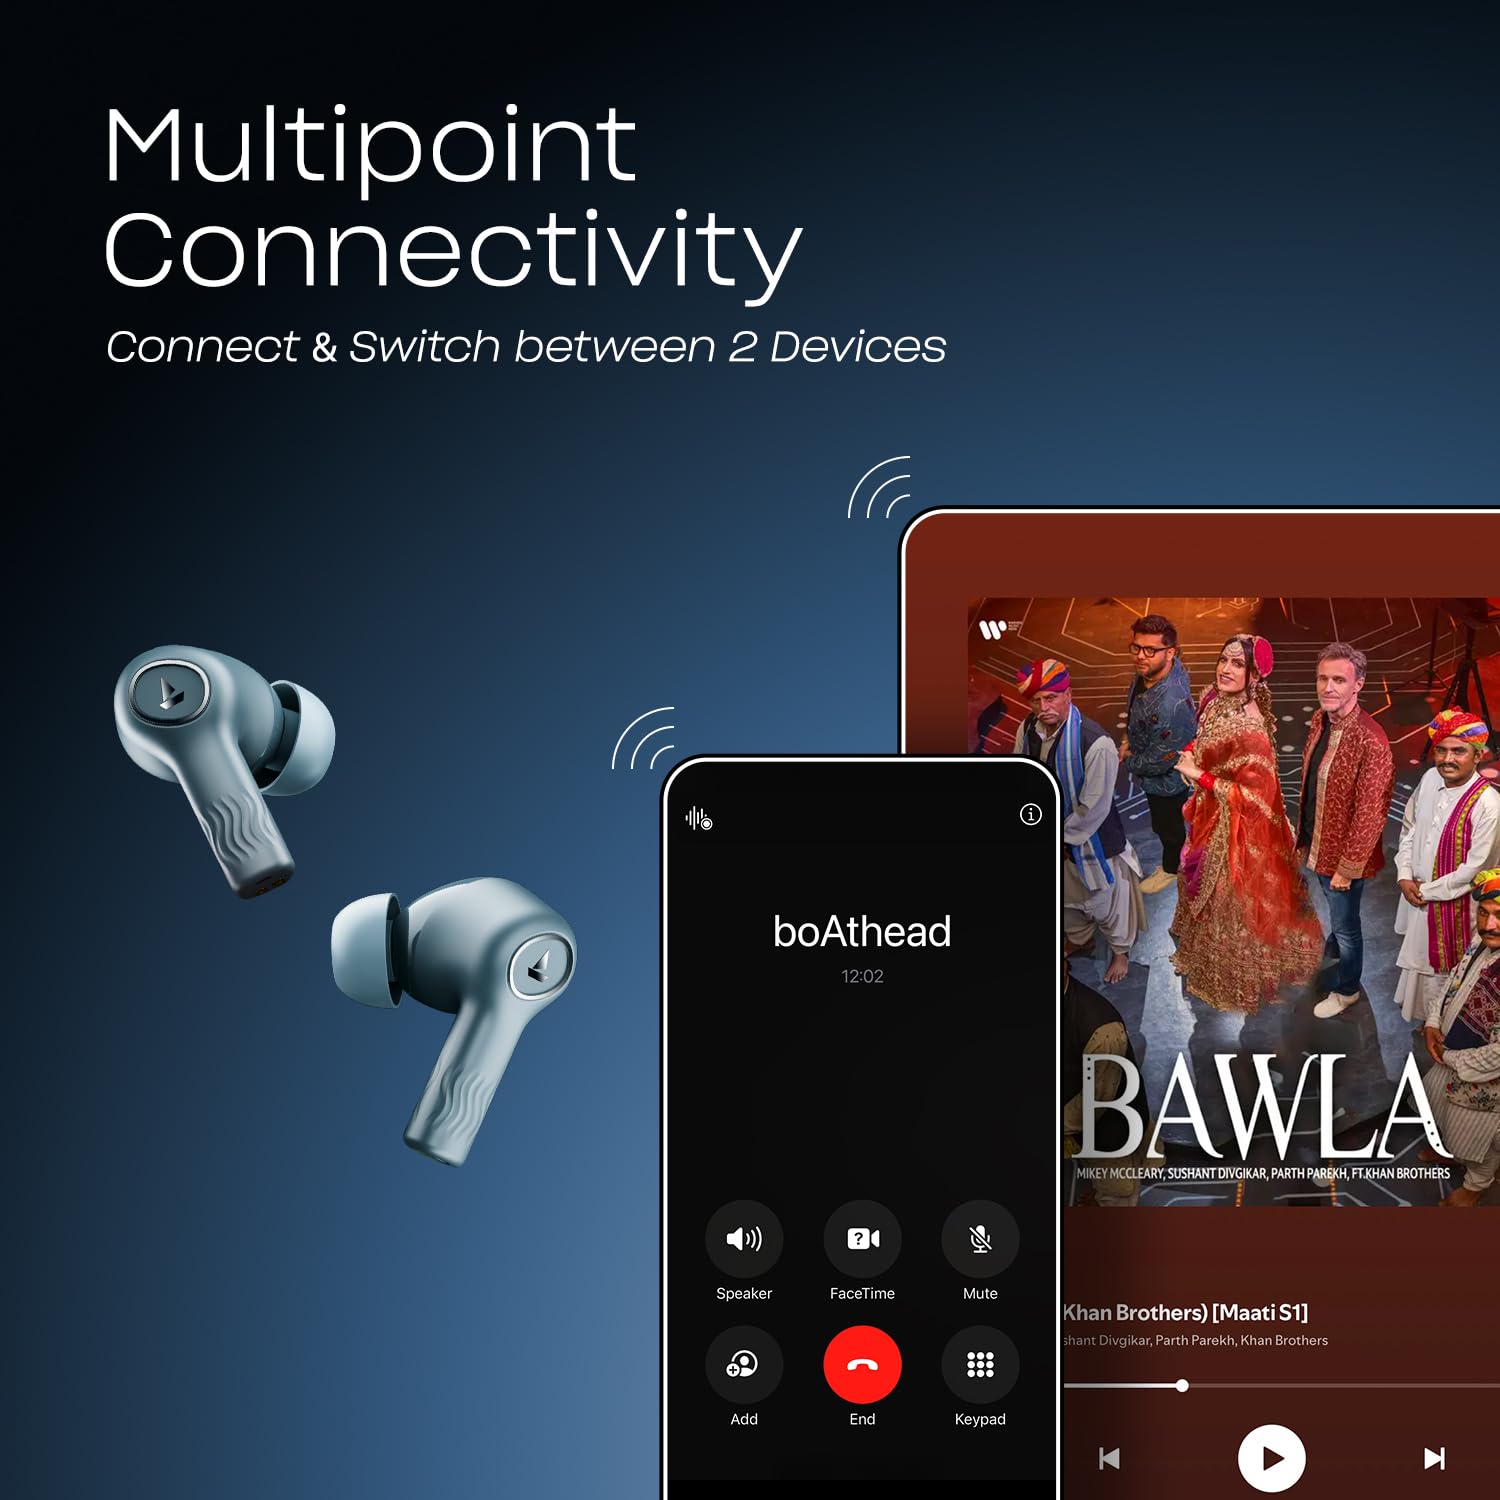 Multipoint
Connectivity
Connect & Switch between 2 Devices
boAthead
12:02
Speaker
FaceTime
Mute
Add
End
Keypad
BAWLA
MIKEY MCCLEARY, SUSHANT DIVGIKAR, PARTH PAREKH, FT.KHAN BROTHERS
Khan Brothers) [Maati S1]
shant Divgikar, Parth Parekh, Khan Brothers